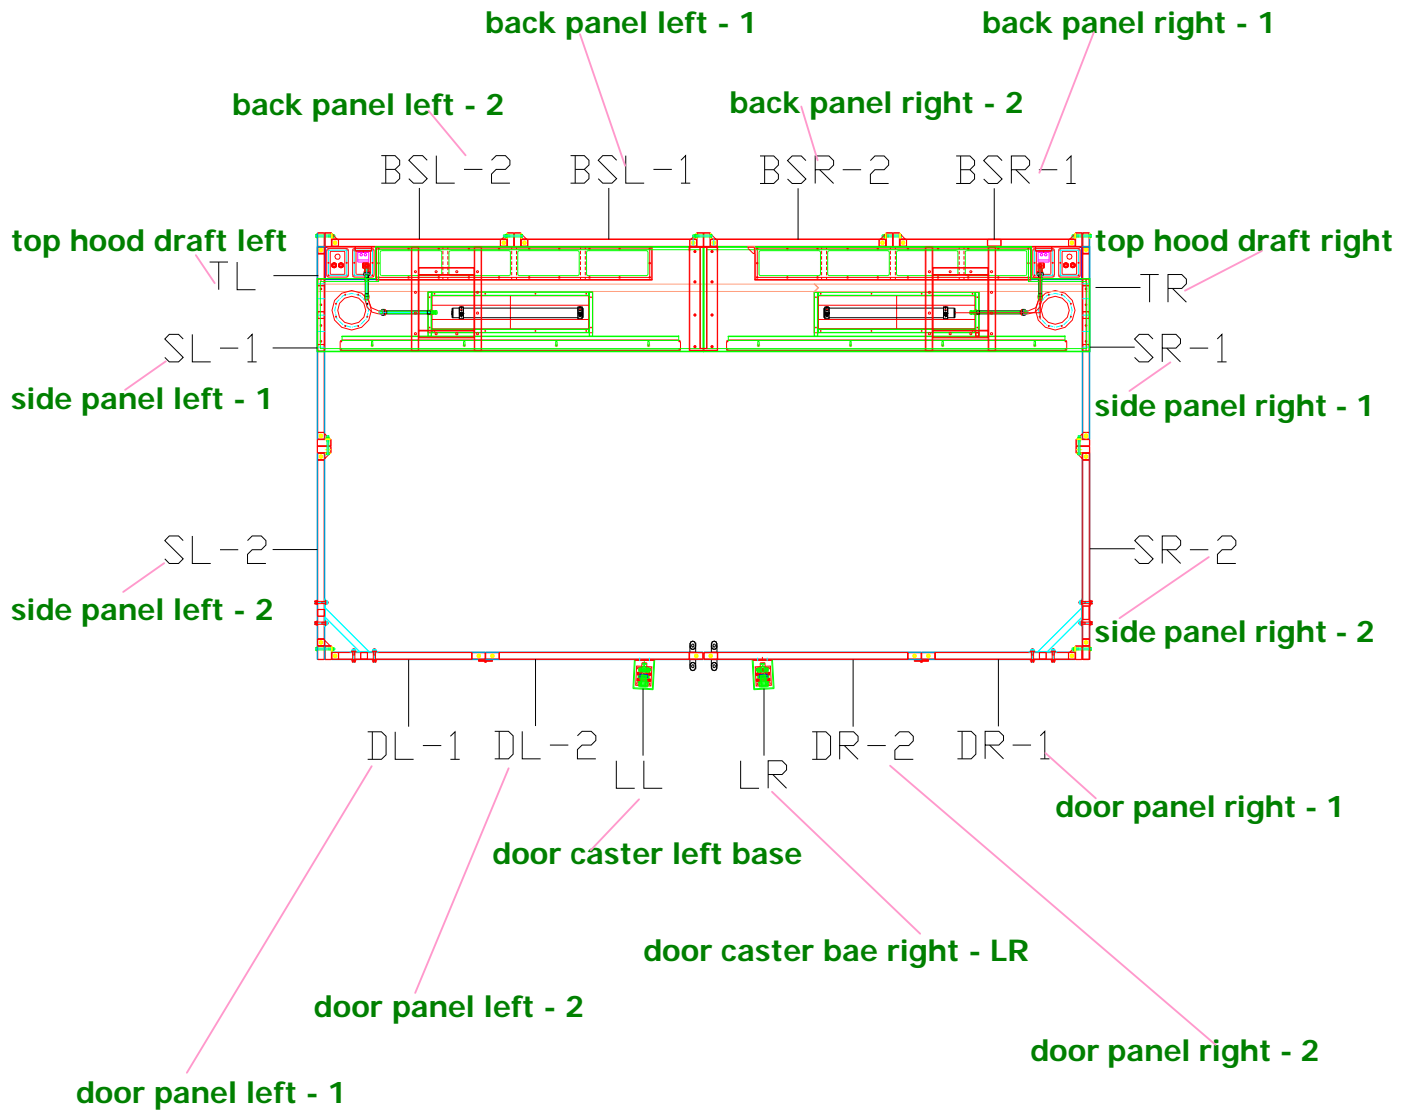 back panel left - 1
back panel right - 1
back panel left - 2
back panel right - 2
BSL-2
BSL-1
BSR-2
BSR-1
top hood draft left
top hood draft right
TL
TR
SL-1
SR-1
side panel left - 1
side panel right - 1
SL-2
SR-2
side panel left - 2
side panel right - 2
DL-1
DL-2
LL
LR
DR-2
DR-1
door panel right - 1
door caster left base
door caster bae right - LR
door panel left - 2
door panel right - 2
door panel left - 1